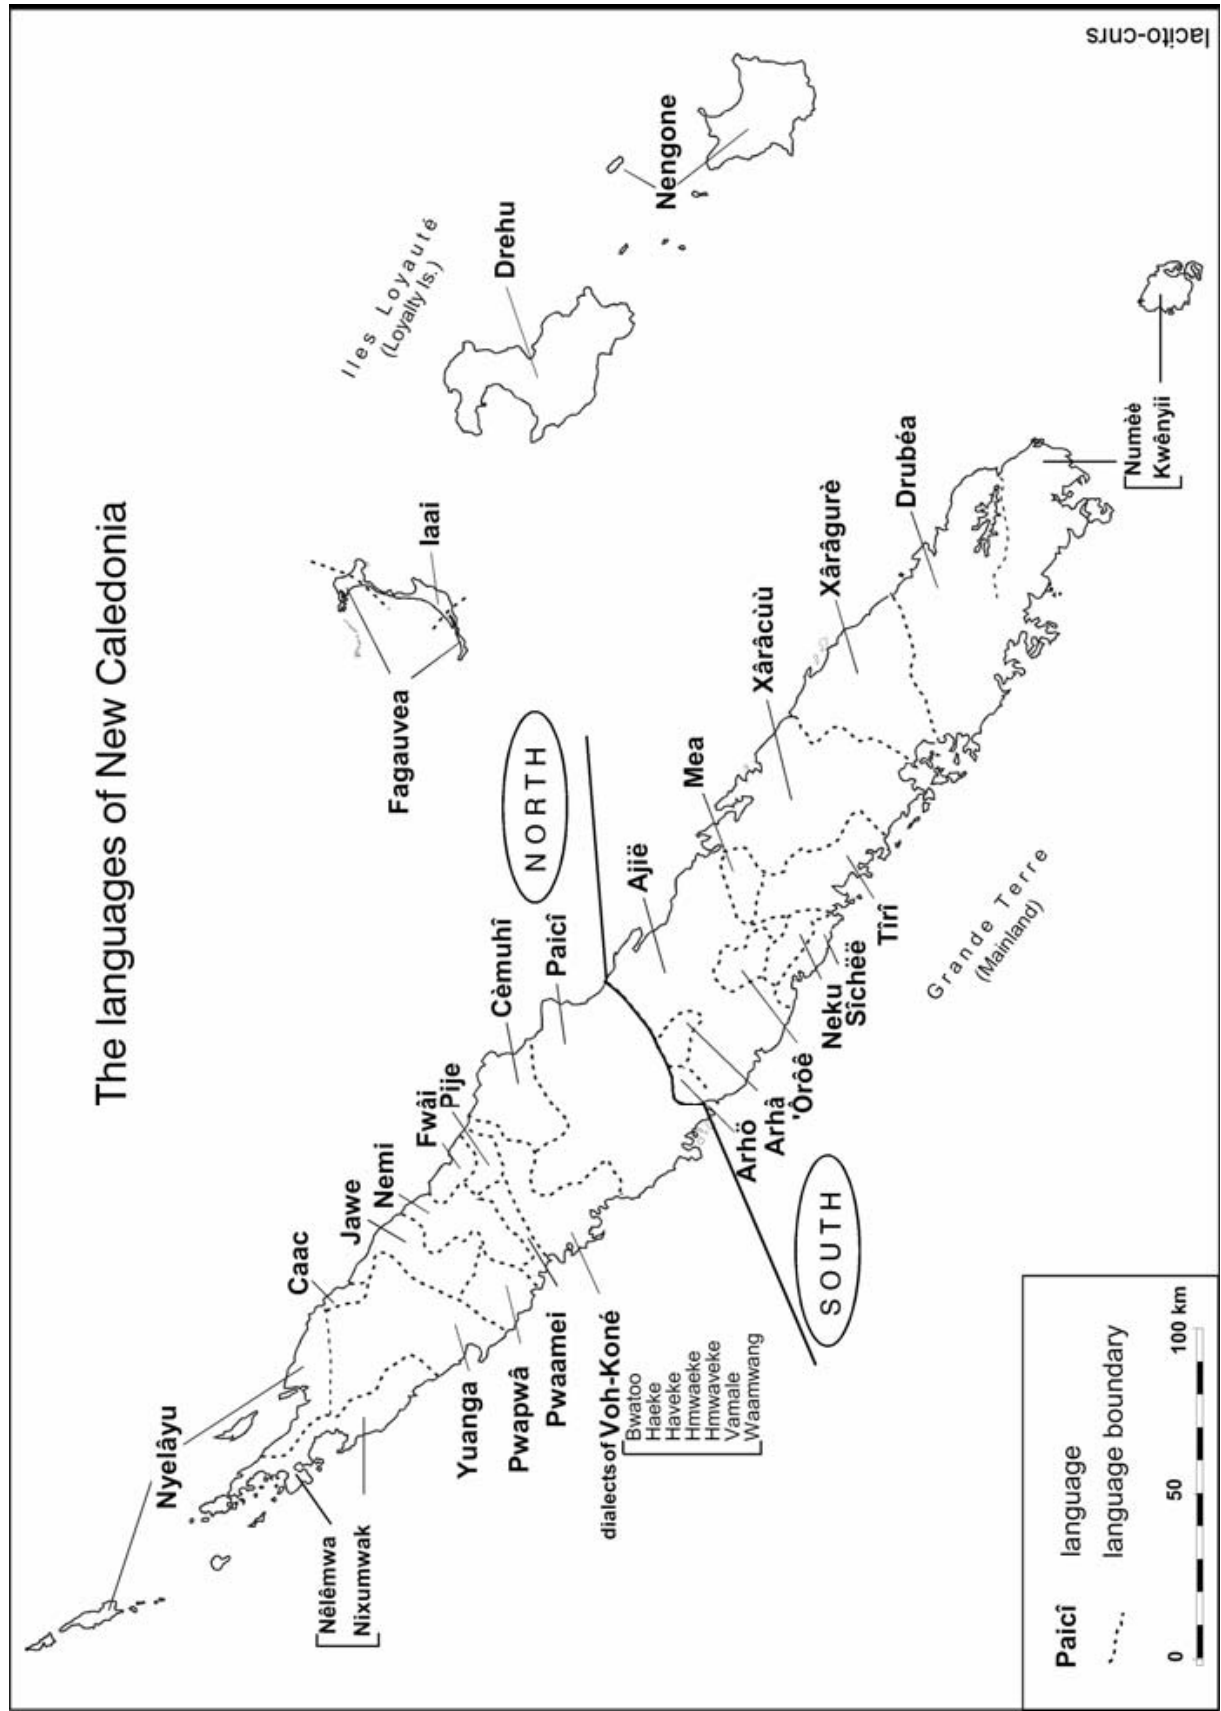 The languages of New Caledonia
Nyelâyu
Caac
Jawe
Nemi
Fwâi
Pije
Cèmuhî
Paicî
NORTH
Fagauvea
Iaai
Iles Loyauté
(Loyalty Is.)
Drehu
Nengone
Ajië
Mea
Xârâcùù
Xârâgurè
Drubéa
Numèè
Kwênyii
Nêlêmwa
Nixumwak
Yuanga
Pwapwâ
Pwaamei
dialects of Voh-Koné
Bwatoo
Haeke
Haveke
Hmwaeke
Hmwaveke
Vamale
Waamwang
SOUTH
Arhö
Arhâ
'Ôrôê
Neku
Sîchëë
Tîrî
Grande Terre
(Mainland)
Paicî language
language boundary
0 50 100 km
lacito-cnrs